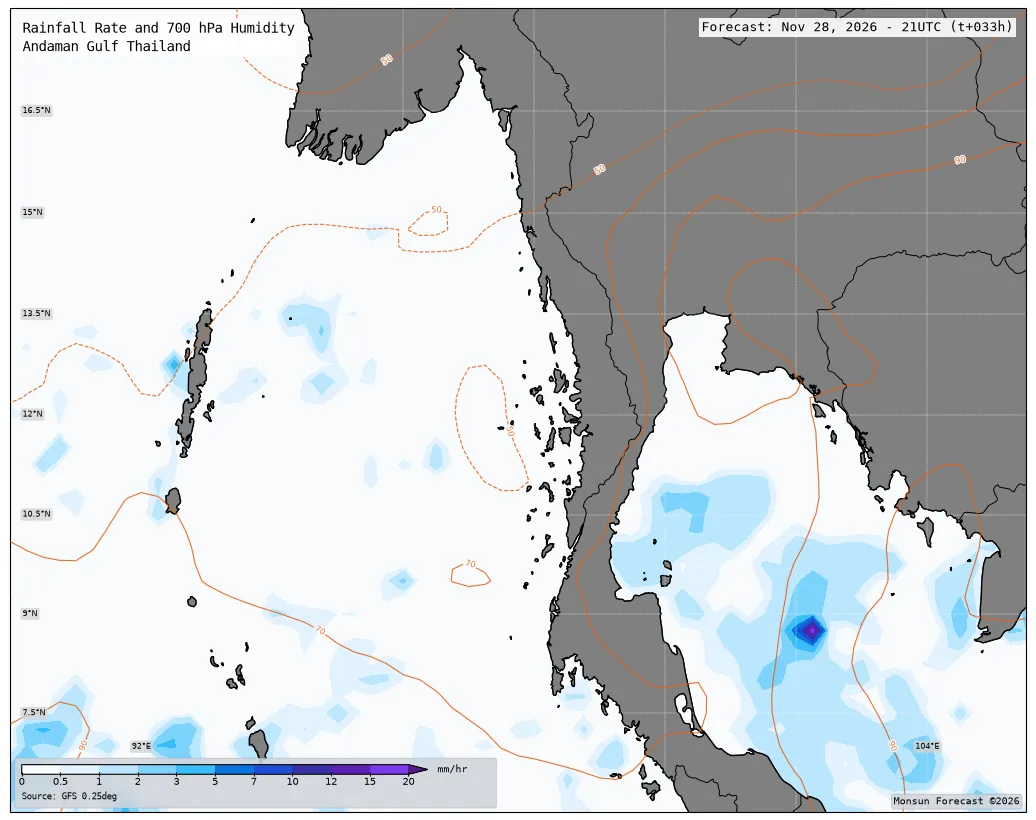 Rainfall Rate and 700 hPa Humidity
Andaman Gulf Thailand
Forecast: Nov 28, 2026 - 21UTC (t+033h)
50
16.5°N
90
50
15°N
50
13.5°N
12°N
50
10.5°N
70
9°N
70
7.5°N
90
92°E
90
104°E
0 0.5 1 2 3 5 7 10 12 15 20 mm/hr
Source: GFS 0.25deg
Monsun Forecast ©2026